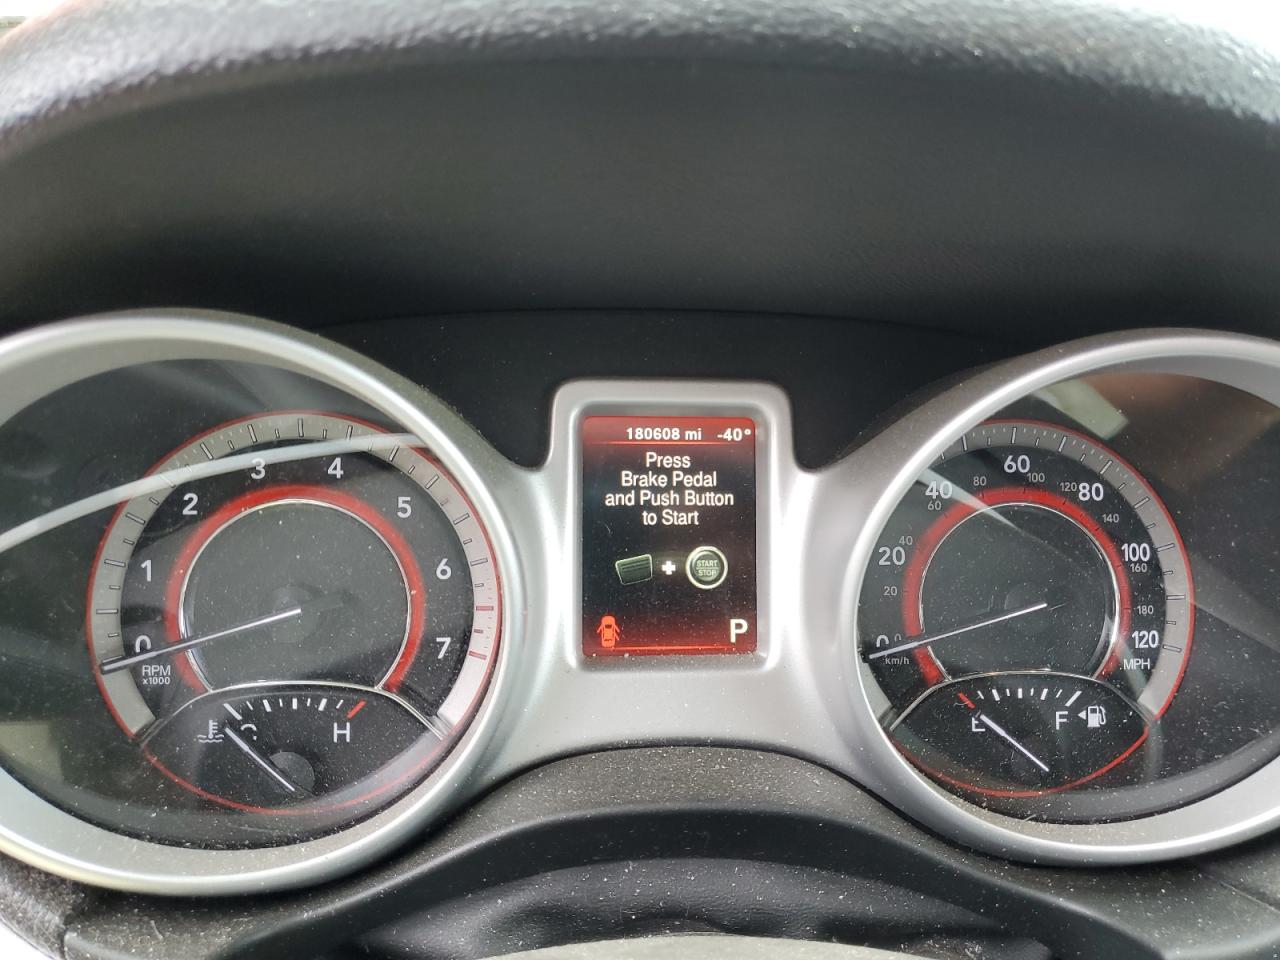 180608 mi -40°
Press
Brake Pedal
and Push Button
to Start
START
STOP
P
0 1 2 3 4 5 6 7
RPM
x1000
C H
0 20 40 60 80 100 120
MPH
0 20 40 60 80 100 120 140 160 180
km/h
E F